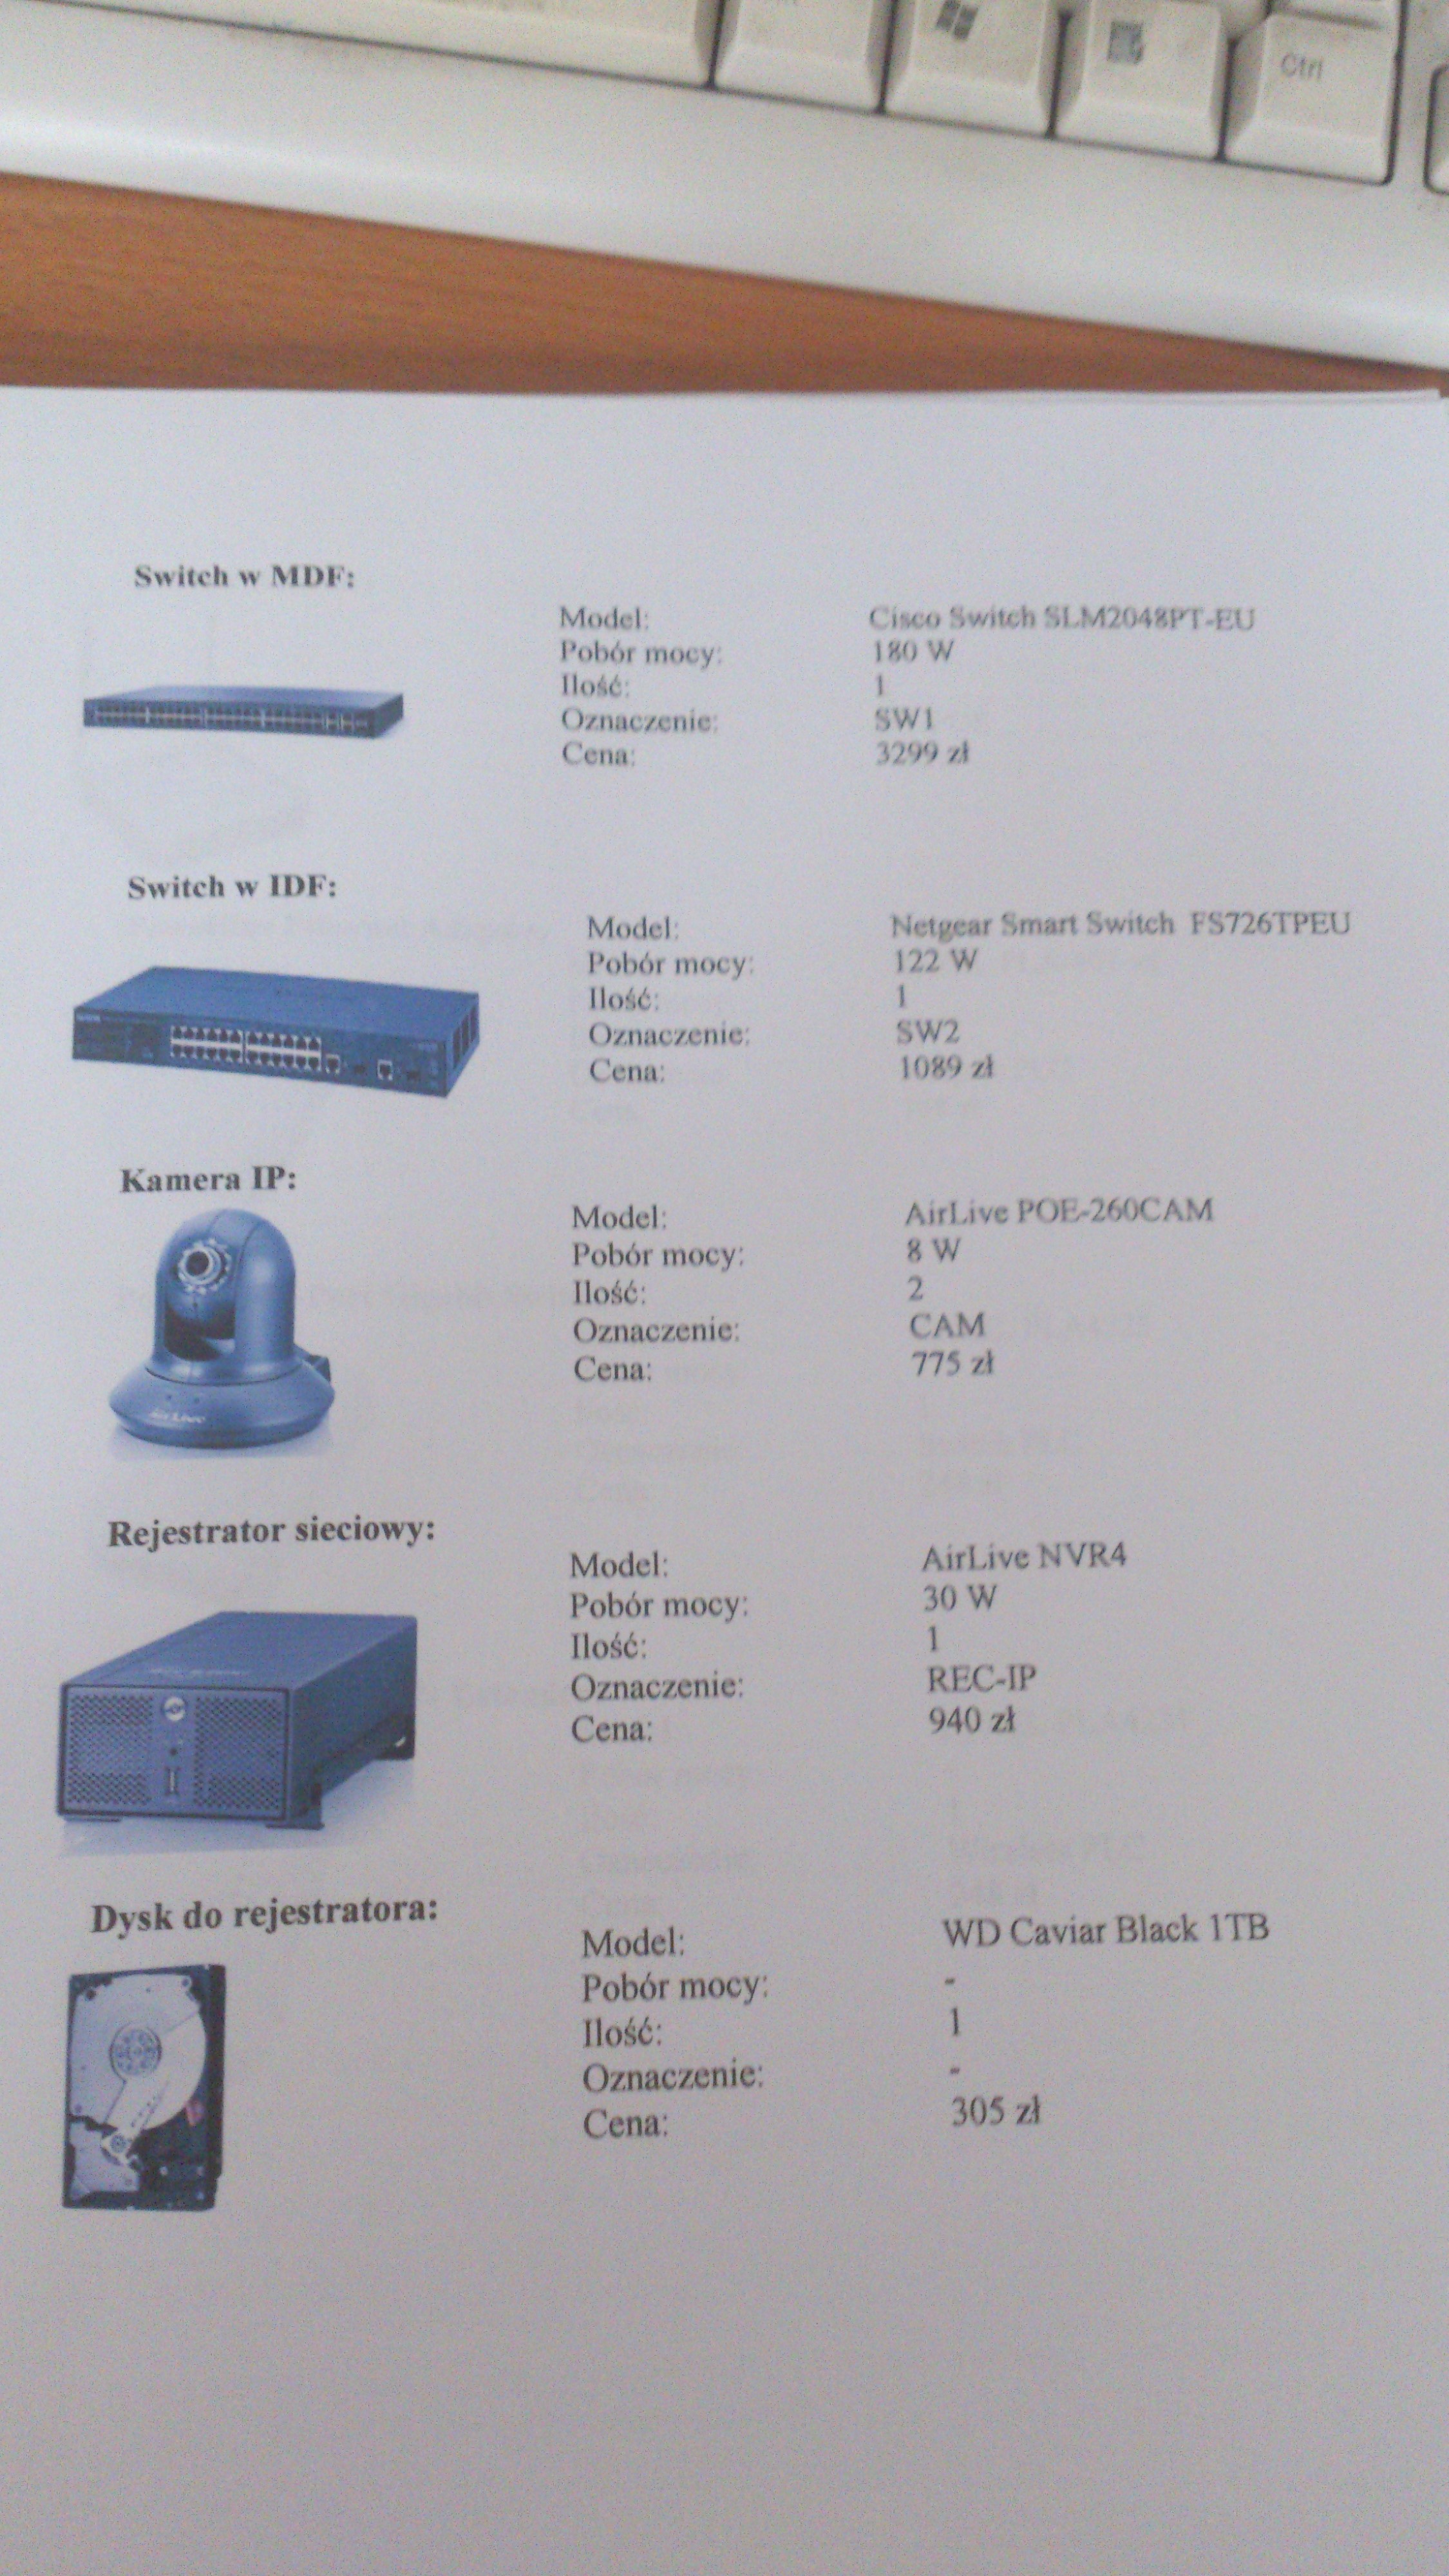 Ctrl
Switch w MDF:
Model: Cisco Switch SLM2048PT-EU
Pobór mocy: 180 W
Ilość: 1
Oznaczenie: SW1
Cena: 3299 zł
Switch w IDF:
Model: Netgear Smart Switch FS726TPEU
Pobór mocy: 122 W
Ilość: 1
Oznaczenie: SW2
Cena: 1089 zł
Kamera IP:
Model: AirLive POE-260CAM
Pobór mocy: 8 W
Ilość: 2
Oznaczenie: CAM
Cena: 775 zł
Air Live
Rejestrator sieciowy:
Model: AirLive NVR4
Pobór mocy: 30 W
Ilość: 1
Oznaczenie: REC-IP
Cena: 940 zł
Dysk do rejestratora:
Model: WD Caviar Black 1TB
Pobór mocy: -
Ilość: 1
Oznaczenie: -
Cena: 305 zł